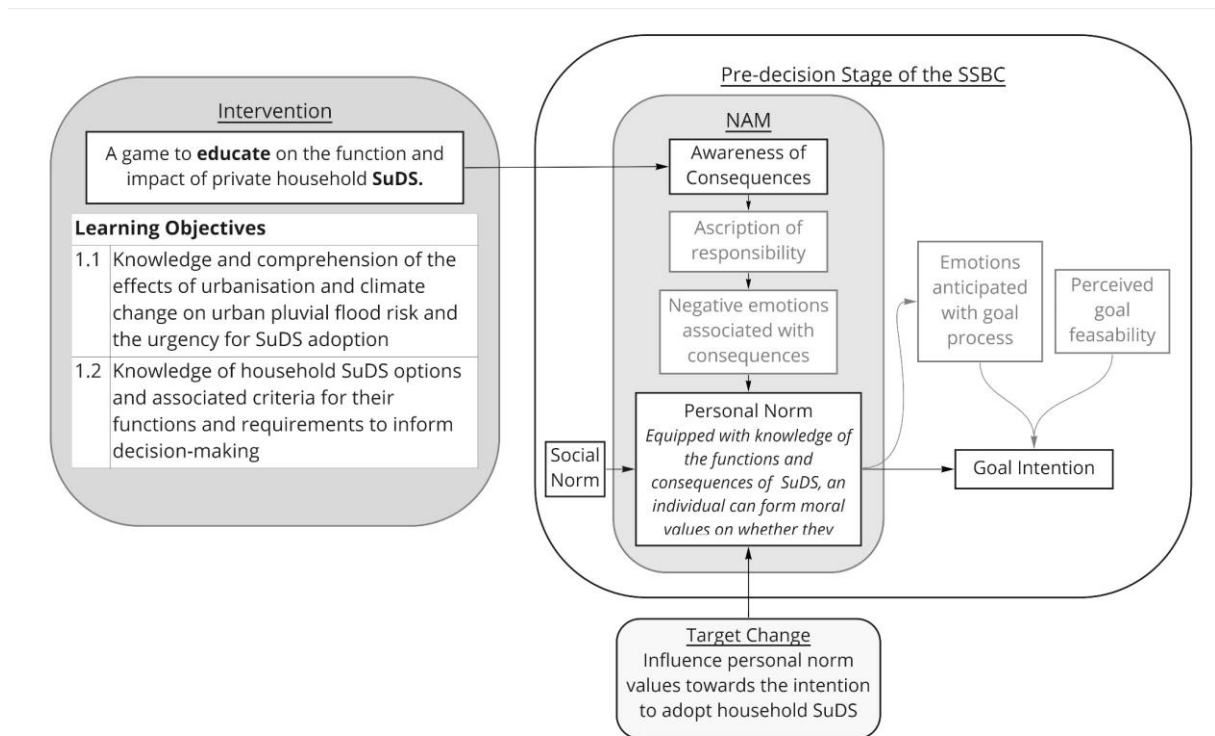 Intervention
A game to educate on the function and
impact of private household SuDS.
Learning Objectives
1.1 Knowledge and comprehension of the
effects of urbanisation and climate
change on urban pluvial flood risk and
the urgency for SuDS adoption
1.2 Knowledge of household SuDS options
and associated criteria for their
functions and requirements to inform
decision-making
Pre-decision Stage of the SSBC
NAM
Awareness of
Consequences
Ascription of
responsibility
Negative emotions
associated with
consequences
Social
Norm
Personal Norm
Equipped with knowledge of
the functions and
consequences of SuDS, an
individual can form moral
values on whether they
Emotions
anticipated
with goal
process
Perceived
goal
feasability
Goal Intention
Target Change
Influence personal norm
values towards the intention
to adopt household SuDS